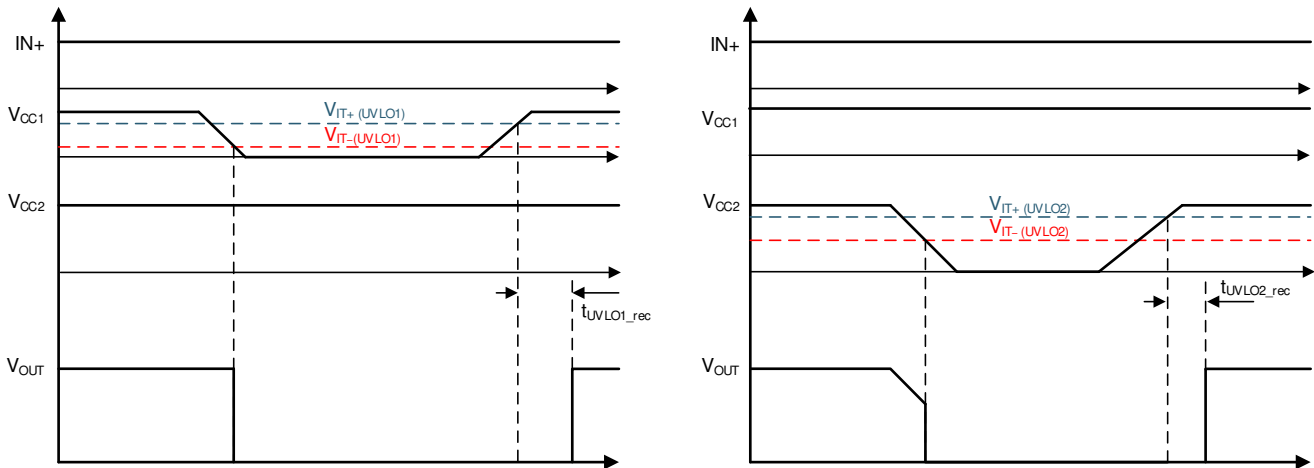 IN+
VCC1
VIT+ (UVLO1)
VIT–(UVLO1)
VCC2
tUVLO1_rec
VOUT
IN+
VCC1
VCC2
VIT+ (UVLO2)
VIT– (UVLO2)
tUVLO2_rec
VOUT